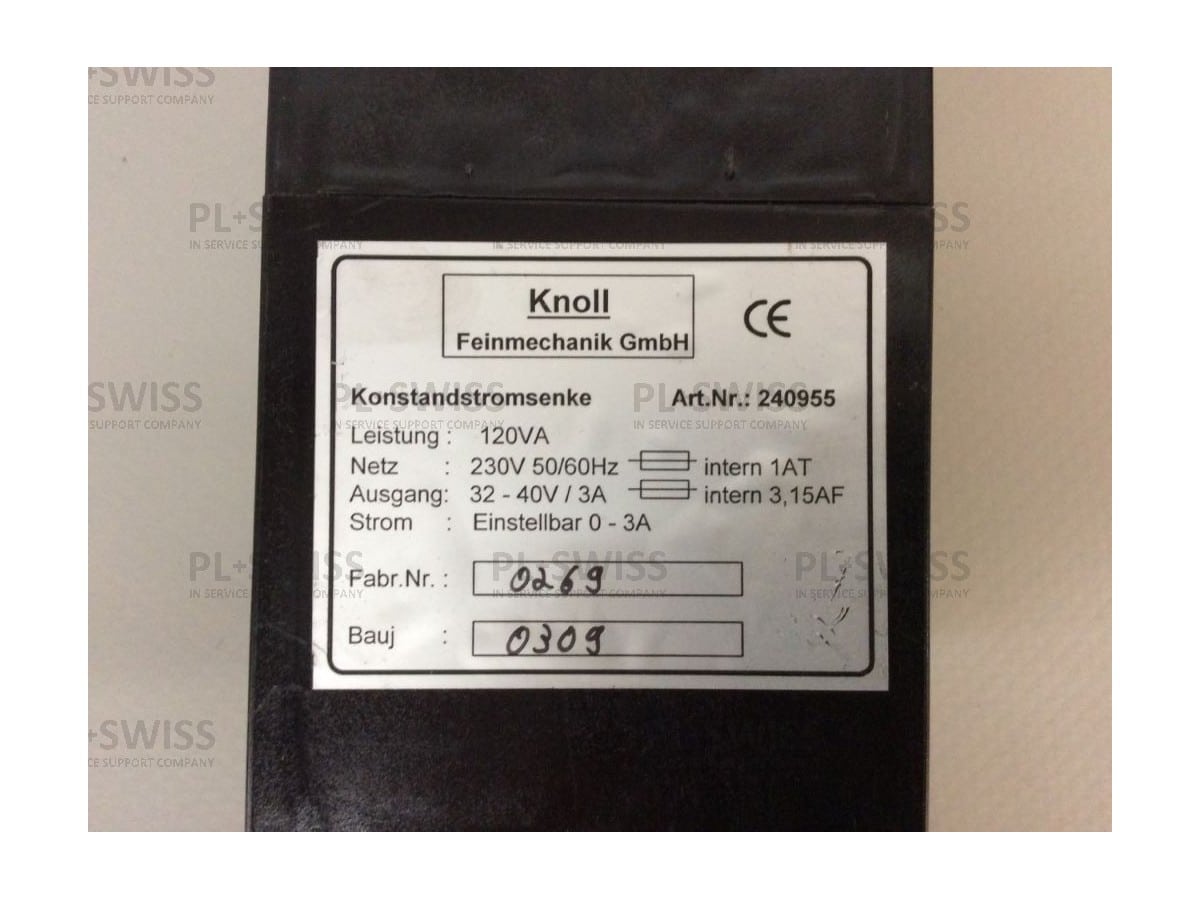 Knoll
Feinmechanik GmbH
CE
Konstandstromsenke Art.Nr.: 240955
Leistung : 120VA
Netz : 230V 50/60Hz intern 1AT
Ausgang: 32 - 40V / 3A intern 3,15AF
Strom : Einstellbar 0 - 3A
Fabr.Nr. : 0269
Bauj : 0309
PL+SWISS
IN SERVICE SUPPORT COMPANY